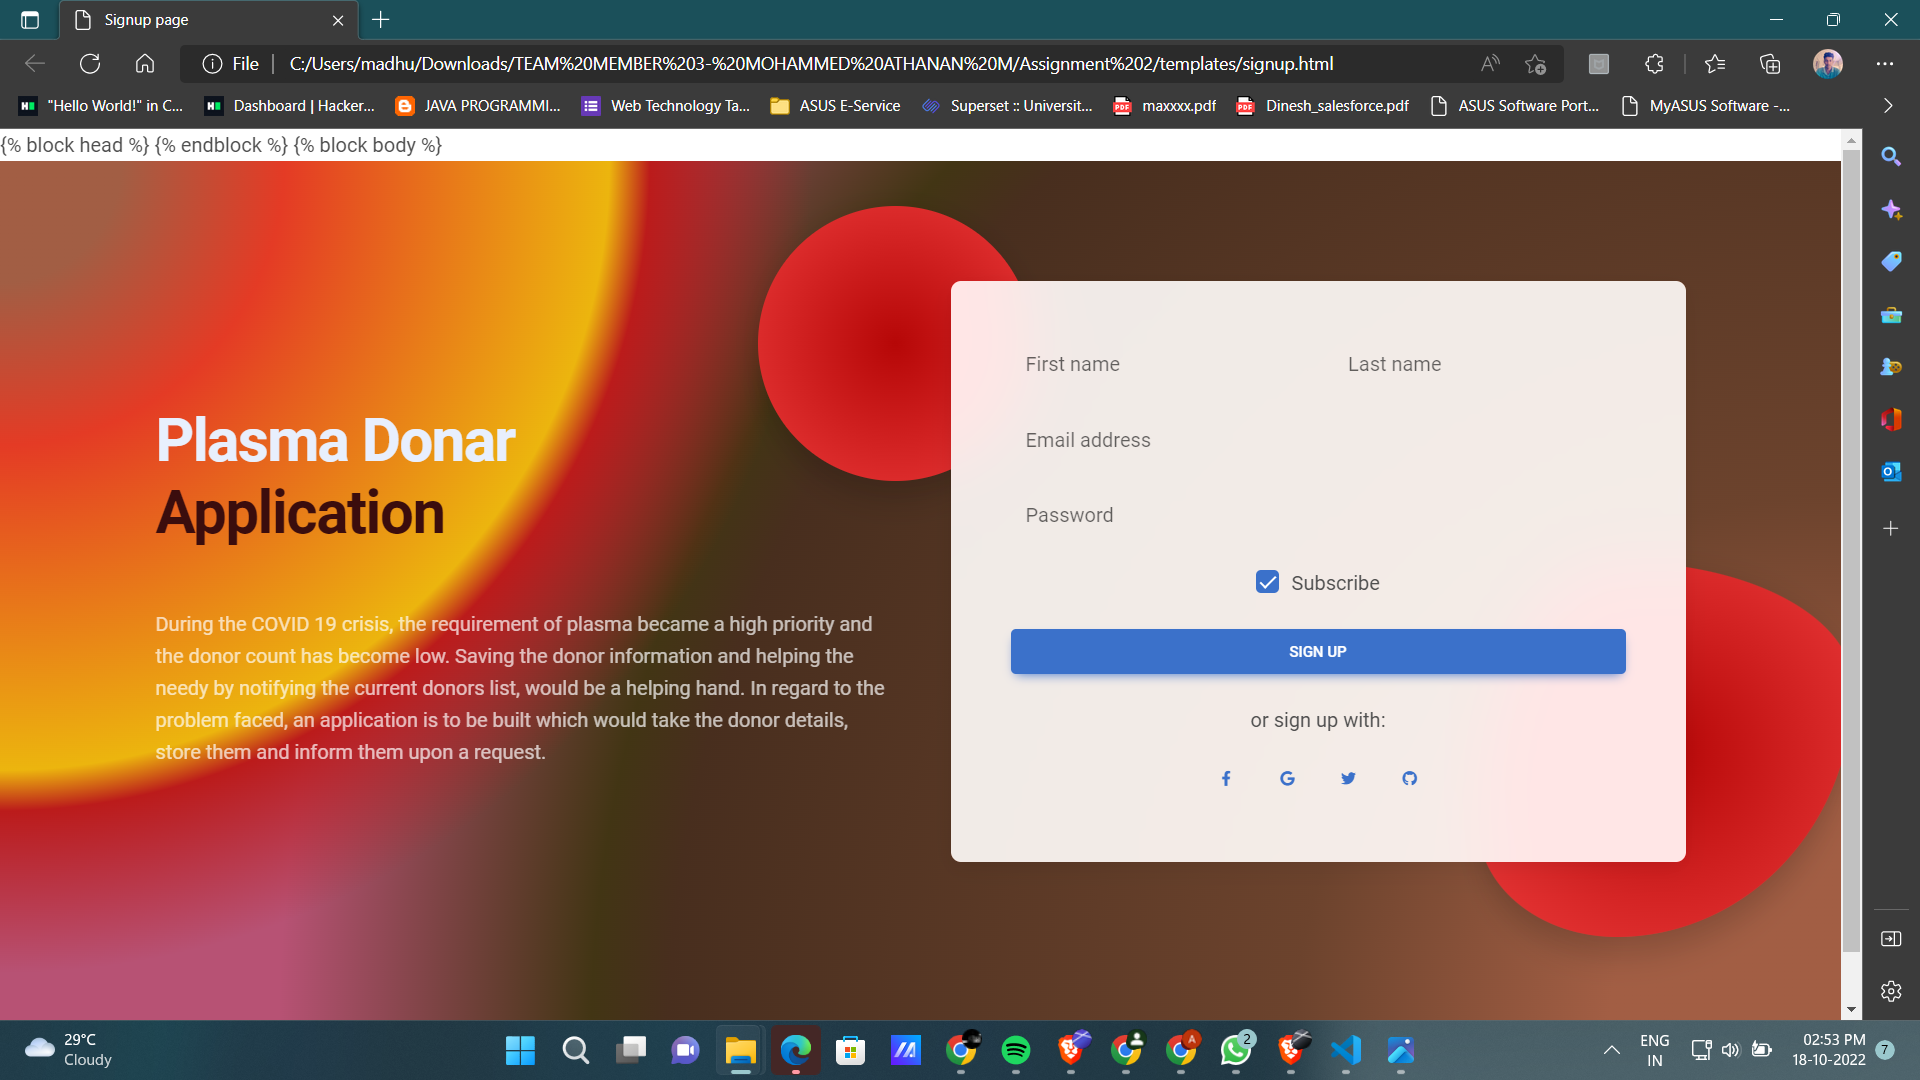 Signup page
File
C:/Users/madhu/Downloads/TEAM%20MEMBER%203-%20MOHAMMED%20ATHANAN%20M/Assignment%202/templates/signup.html
"Hello World!" in C...
Dashboard | Hacker...
JAVA PROGRAMMI...
Web Technology Ta...
ASUS E-Service
Superset :: Universit...
maxxxx.pdf
Dinesh_salesforce.pdf
ASUS Software Port...
MyASUS Software -...
{% block head %} {% endblock %} {% block body %}
Plasma Donar
Application
During the COVID 19 crisis, the requirement of plasma became a high priority and
the donor count has become low. Saving the donor information and helping the
needy by notifying the current donors list, would be a helping hand. In regard to the
problem faced, an application is to be built which would take the donor details,
store them and inform them upon a request.
First name
Last name
Email address
Password
Subscribe
SIGN UP
or sign up with:
29°C
Cloudy
2
ENG
IN
02:53 PM
18-10-2022
7